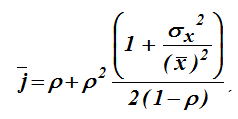 j̄ = ρ + ρ² (1 + σₓ² / (x̄)²) / 2(1 − ρ) .